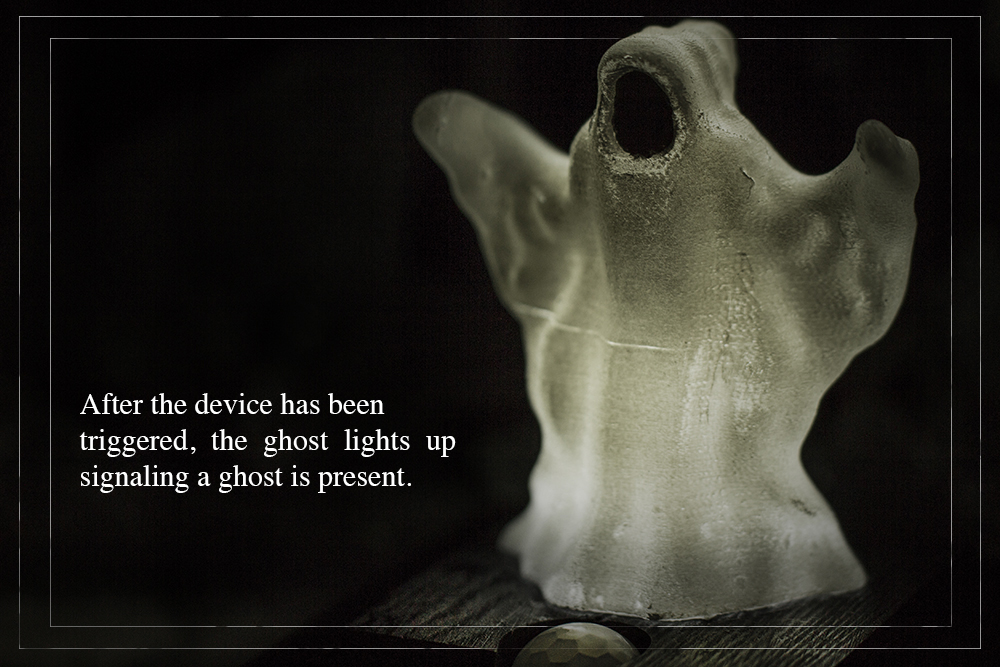 After the device has been
triggered, the ghost lights up
signaling a ghost is present.